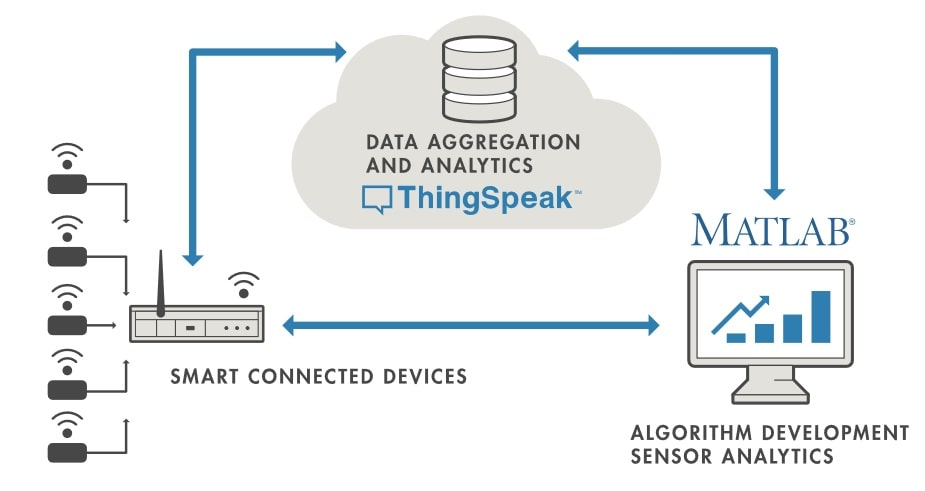 DATA AGGREGATION
AND ANALYTICS
ThingSpeak™
MATLAB®
SMART CONNECTED DEVICES
ALGORITHM DEVELOPMENT
SENSOR ANALYTICS